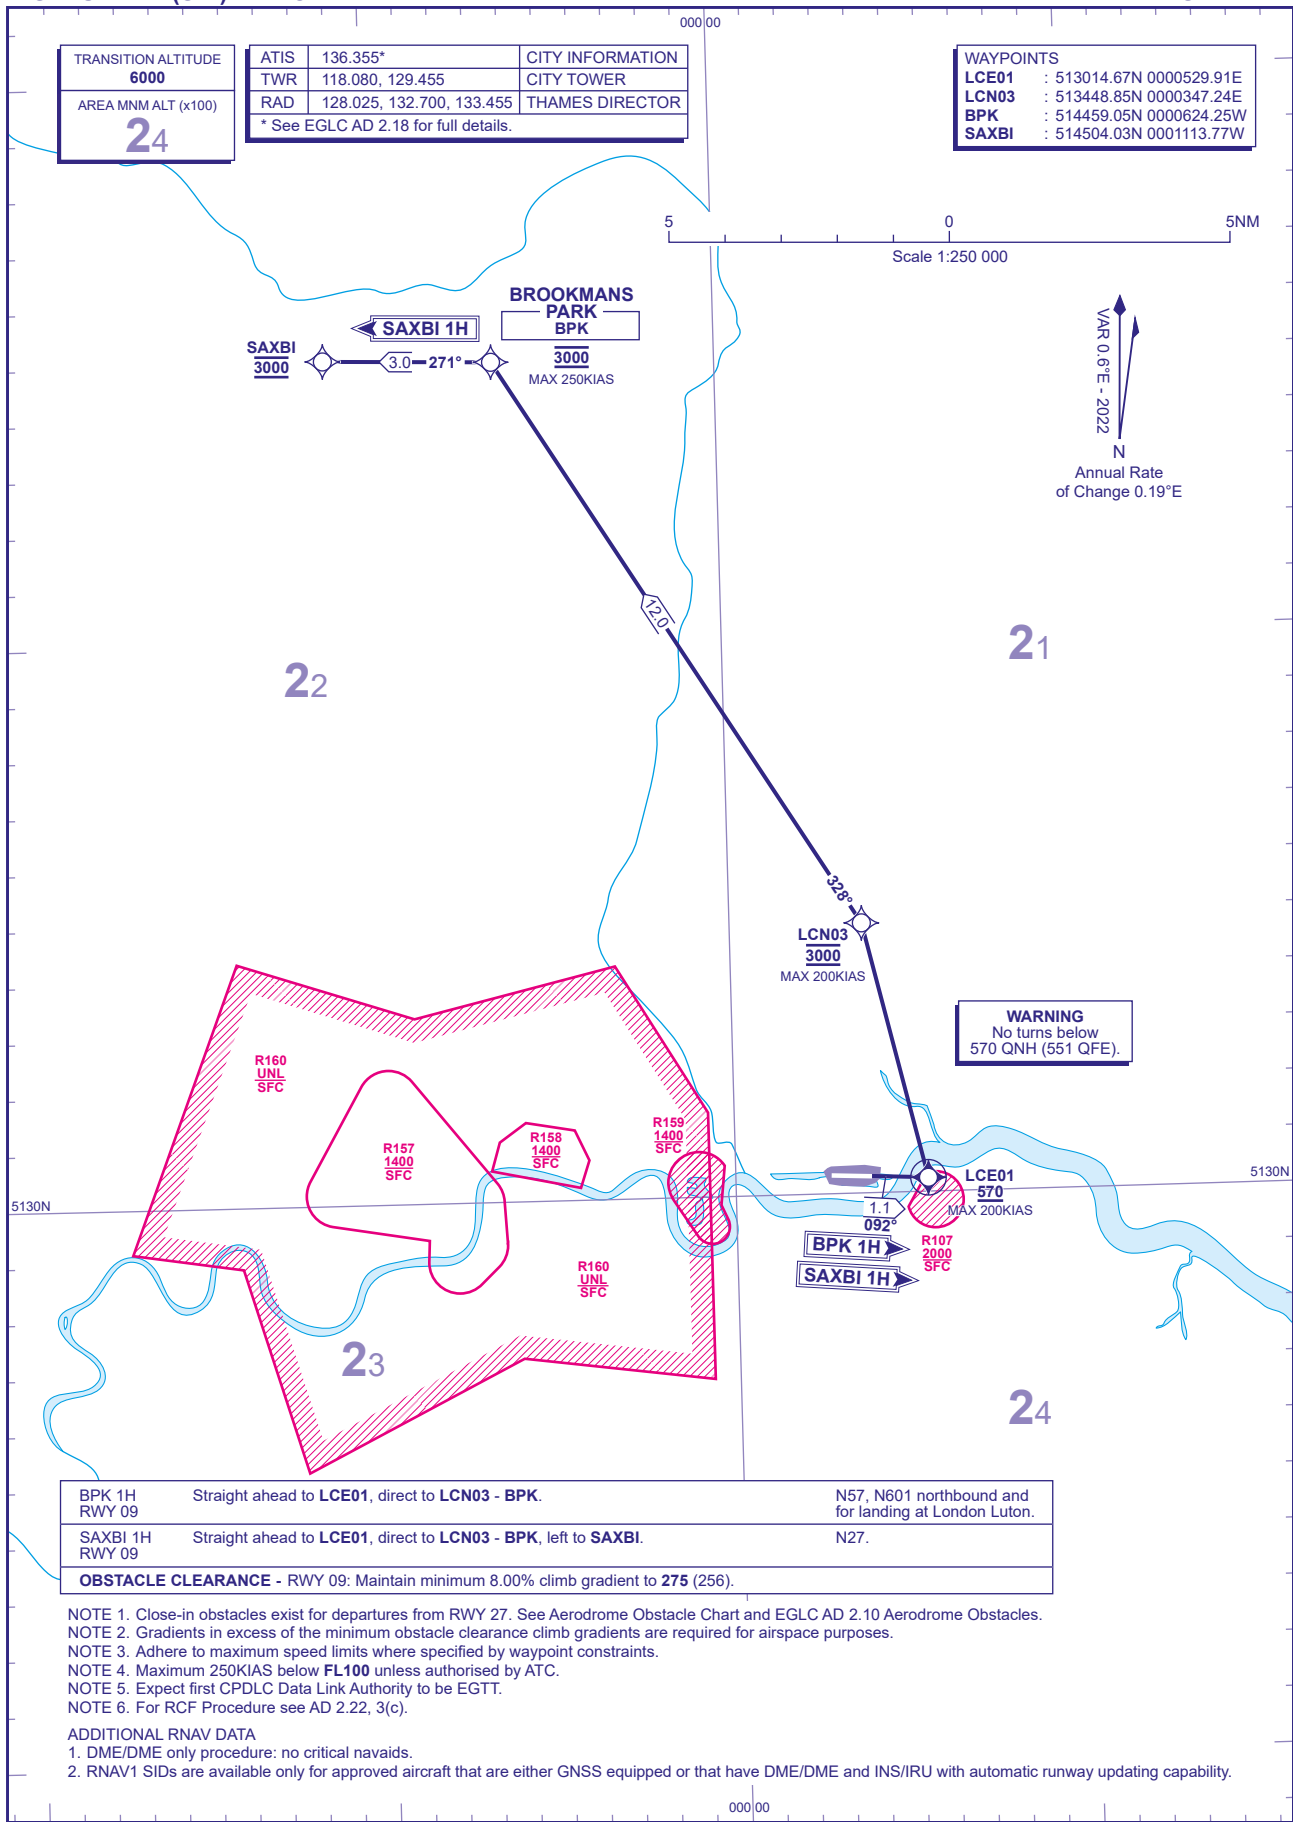 000 00
TRANSITION ALTITUDE
6000
AREA MNM ALT (x100)
24
ATIS 136.355* CITY INFORMATION
TWR 118.080, 129.455 CITY TOWER
RAD 128.025, 132.700, 133.455 THAMES DIRECTOR
* See EGLC AD 2.18 for full details.
WAYPOINTS
LCE01 : 513014.67N 0000529.91E
LCN03 : 513448.85N 0000347.24E
BPK : 514459.05N 0000624.25W
SAXBI : 514504.03N 0001113.77W
5 0 5NM
Scale 1:250 000
BROOKMANS
PARK
BPK
3000
MAX 250KIAS
SAXBI 1H
SAXBI
3000
3.0 271°
VAR 0.6°E - 2022
N
Annual Rate
of Change 0.19°E
12.0
21
22
328°
LCN03
3000
MAX 200KIAS
WARNING
No turns below
570 QNH (551 QFE).
R160
UNL
SFC
R157
1400
SFC
R158
1400
SFC
R159
1400
SFC
5130N
5130N
LCE01
570
MAX 200KIAS
1.1
092°
BPK 1H
SAXBI 1H
R107
2000
SFC
R160
UNL
SFC
23
24
BPK 1H Straight ahead to LCE01, direct to LCN03 - BPK. N57, N601 northbound and
RWY 09 for landing at London Luton.
SAXBI 1H Straight ahead to LCE01, direct to LCN03 - BPK, left to SAXBI. N27.
RWY 09
OBSTACLE CLEARANCE - RWY 09: Maintain minimum 8.00% climb gradient to 275 (256).
NOTE 1. Close-in obstacles exist for departures from RWY 27. See Aerodrome Obstacle Chart and EGLC AD 2.10 Aerodrome Obstacles.
NOTE 2. Gradients in excess of the minimum obstacle clearance climb gradients are required for airspace purposes.
NOTE 3. Adhere to maximum speed limits where specified by waypoint constraints.
NOTE 4. Maximum 250KIAS below FL100 unless authorised by ATC.
NOTE 5. Expect first CPDLC Data Link Authority to be EGTT.
NOTE 6. For RCF Procedure see AD 2.22, 3(c).
ADDITIONAL RNAV DATA
1. DME/DME only procedure: no critical navaids.
2. RNAV1 SIDs are available only for approved aircraft that are either GNSS equipped or that have DME/DME and INS/IRU with automatic runway updating capability.
000 00